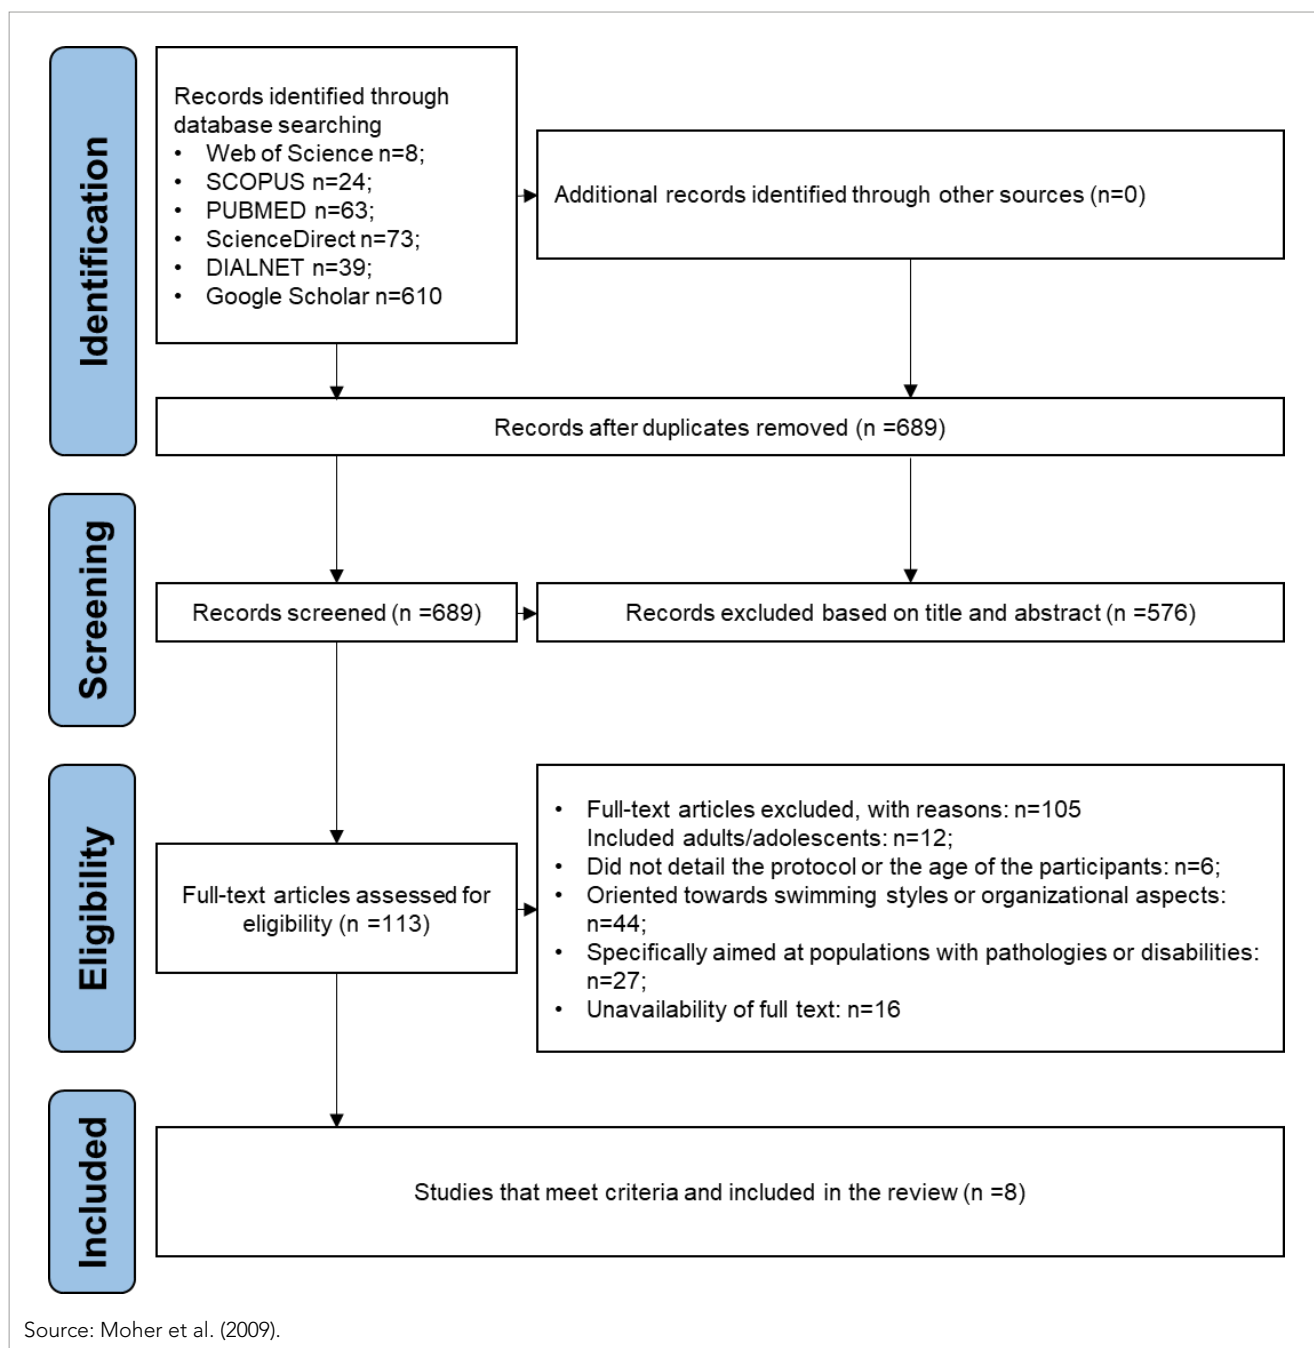 Identification
Records identified through
database searching
• Web of Science n=8;
• SCOPUS n=24;
• PUBMED n=63;
• ScienceDirect n=73;
• DIALNET n=39;
• Google Scholar n=610
Additional records identified through other sources (n=0)
Records after duplicates removed (n =689)
Screening
Records screened (n =689)
Records excluded based on title and abstract (n =576)
Eligibility
Full-text articles assessed for
eligibility (n =113)
• Full-text articles excluded, with reasons: n=105
Included adults/adolescents: n=12;
• Did not detail the protocol or the age of the participants: n=6;
• Oriented towards swimming styles or organizational aspects:
n=44;
• Specifically aimed at populations with pathologies or disabilities:
n=27;
• Unavailability of full text: n=16
Included
Studies that meet criteria and included in the review (n =8)
Source: Moher et al. (2009).